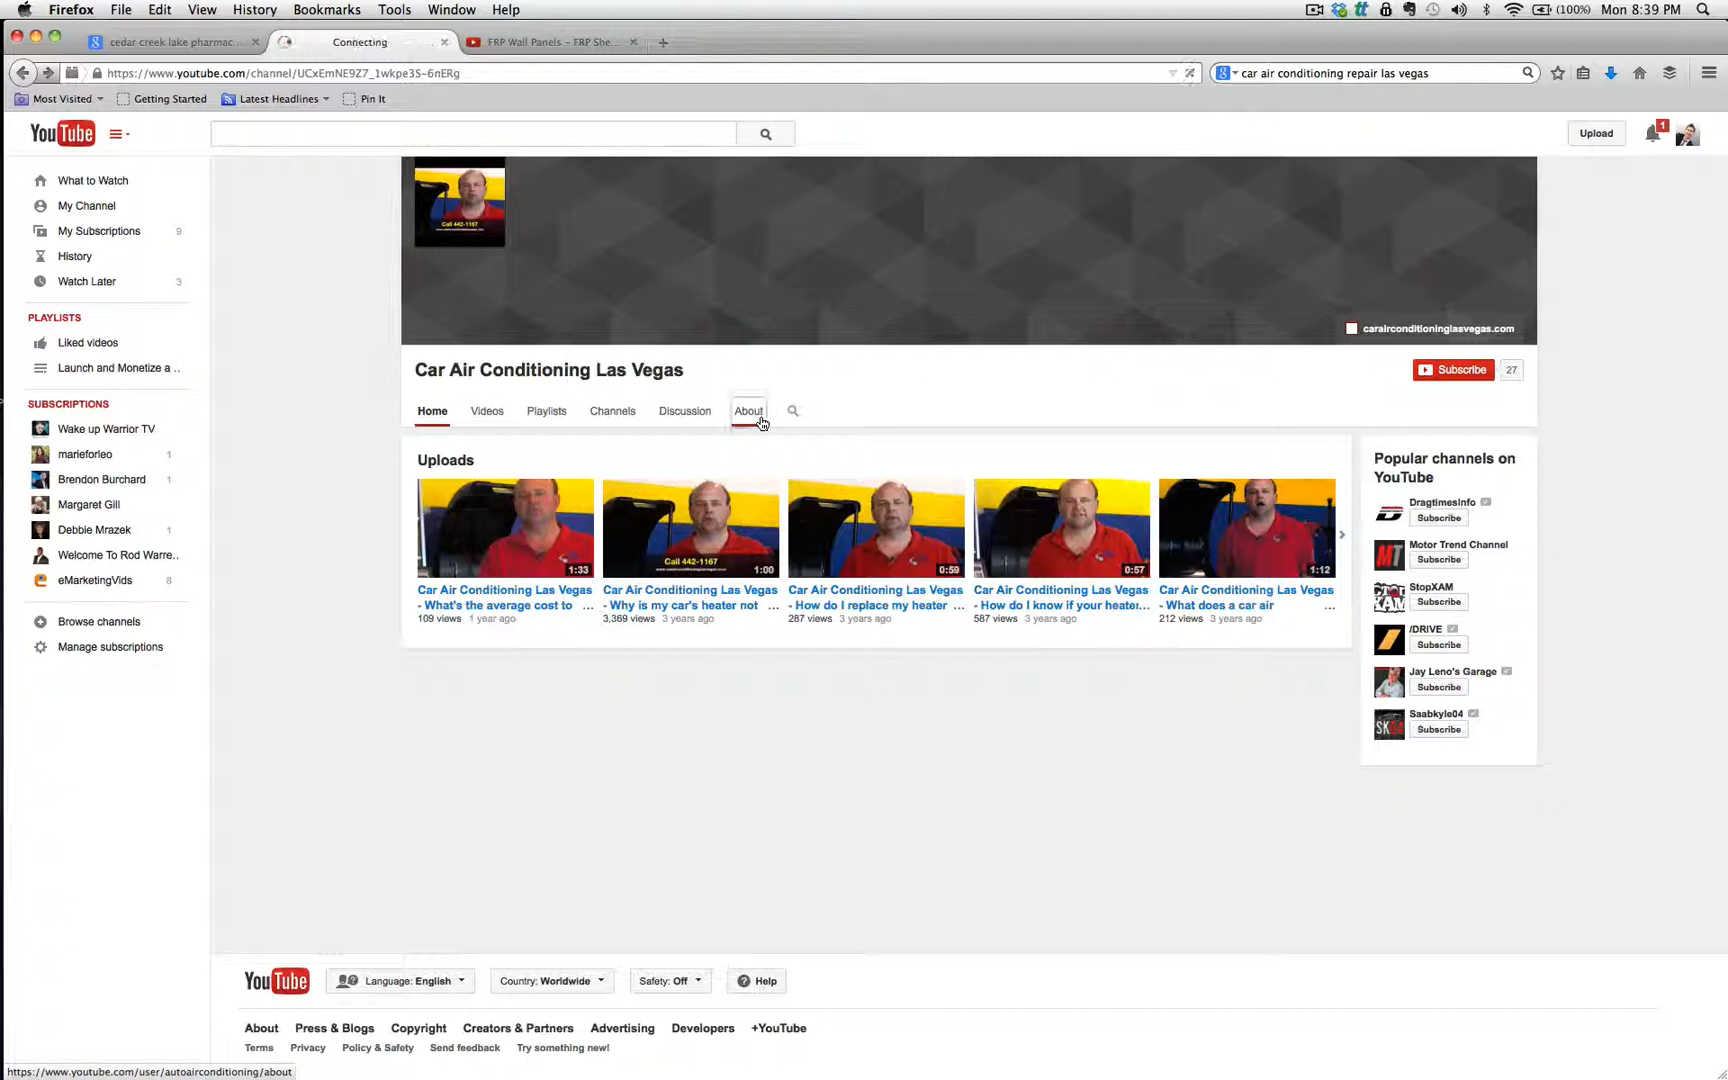 Firefox File Edit View History Bookmarks Tools Window Help (100%) Mon 8:39 PM
cedar creek lake pharmac... Connecting FRP Wall Panels - FRP She...
https://www.youtube.com/channel/UCxEmNE9Z7_1wkpe3S-6nERg car air conditioning repair las vegas
Most Visited Getting Started Latest Headlines Pin It
YouTube Upload 1
What to Watch
My Channel
My Subscriptions 9
History
Watch Later 3
PLAYLISTS
Liked videos
Launch and Monetize a ..
SUBSCRIPTIONS
Wake up Warrior TV
marieforleo 1
Brendon Burchard 1
Margaret Gill
Debbie Mrazek 1
Welcome To Rod Warre..
eMarketingVids 8
Browse channels
Manage subscriptions
Call 442-1167
carairconditioninglasvegas.com
Car Air Conditioning Las Vegas Subscribe 27
Home Videos Playlists Channels Discussion About
Uploads
1:33 Call 442-1167 1:00 0:59 0:57 1:12
Car Air Conditioning Las Vegas Car Air Conditioning Las Vegas Car Air Conditioning Las Vegas Car Air Conditioning Las Vegas Car Air Conditioning Las Vegas
- What's the average cost to ... - Why is my car's heater not ... - How do I replace my heater ... - How do I know if your heater... - What does a car air ...
109 views 1 year ago 3,369 views 3 years ago 287 views 3 years ago 587 views 3 years ago 212 views 3 years ago
Popular channels on
YouTube
DragtimesInfo
Subscribe
Motor Trend Channel
Subscribe
StopXAM
Subscribe
/DRIVE
Subscribe
Jay Leno's Garage
Subscribe
Saabkyle04
Subscribe
YouTube Language: English Country: Worldwide Safety: Off Help
About Press & Blogs Copyright Creators & Partners Advertising Developers +YouTube
Terms Privacy Policy & Safety Send feedback Try something new!
https://www.youtube.com/user/autoairconditioning/about